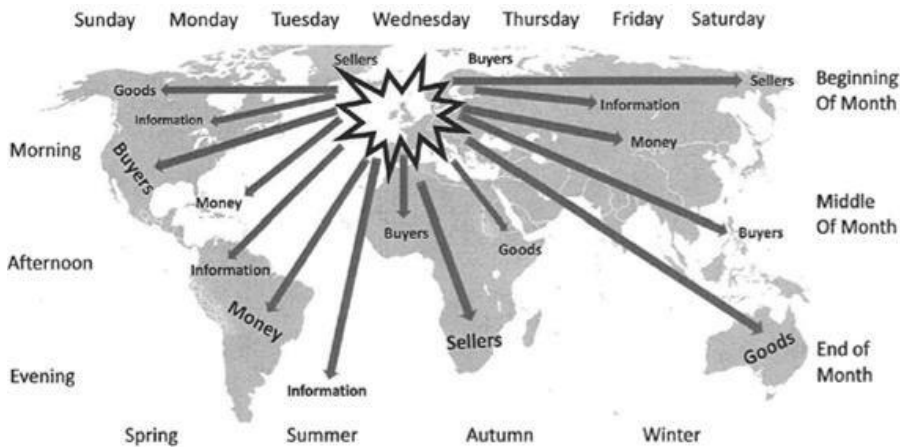 Sunday Monday Tuesday Wednesday Thursday Friday Saturday
Sellers
Buyers
Goods
Sellers
Beginning
Of Month
Information
Information
Money
Morning
Buyers
Money
Middle
Of Month
Buyers
Buyers
Goods
Afternoon
Information
Money
Sellers
Goods
End of
Month
Evening
Information
Spring Summer Autumn Winter